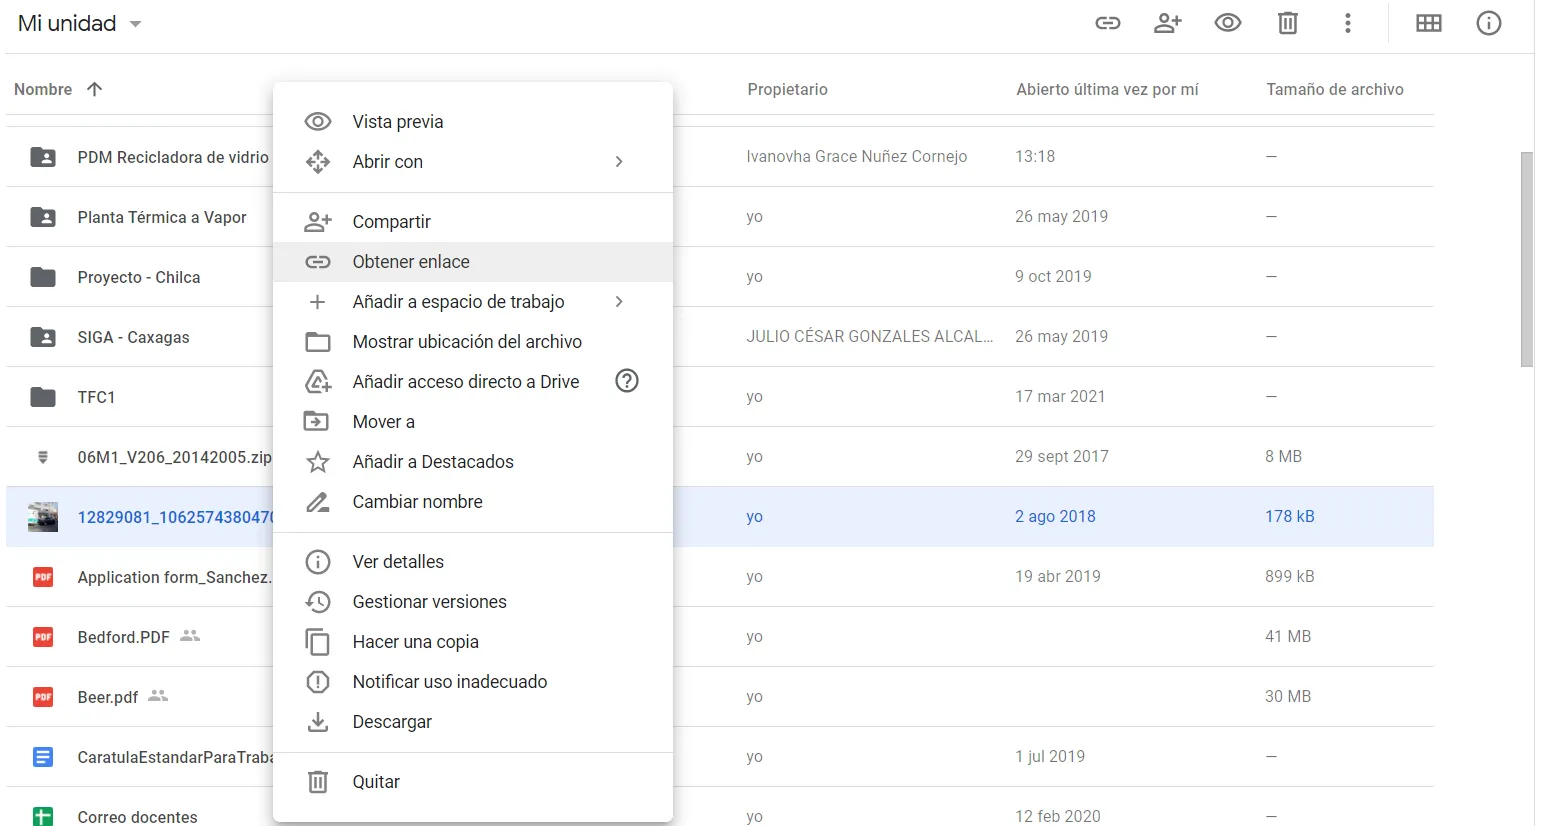 Mi unidad
Nombre
Propietario
Abierto última vez por mí
Tamaño de archivo
PDM Recicladora de vidrio
Ivanovha Grace Nuñez Cornejo
13:18
—
Planta Térmica a Vapor
yo
26 may 2019
—
Proyecto - Chilca
yo
9 oct 2019
—
SIGA - Caxagas
JULIO CÉSAR GONZALES ALCAL...
26 may 2019
—
TFC1
yo
17 mar 2021
—
06M1_V206_20142005.zip
yo
29 sept 2017
8 MB
12829081_106257438047
yo
2 ago 2018
178 kB
Application form_Sanchez.
yo
19 abr 2019
899 kB
PDF
Bedford.PDF
yo
41 MB
PDF
Beer.pdf
yo
30 MB
PDF
CaratulaEstandarParaTraba
yo
1 jul 2019
—
Correo docentes
yo
12 feb 2020
—
Vista previa
Abrir con
Compartir
Obtener enlace
Añadir a espacio de trabajo
Mostrar ubicación del archivo
Añadir acceso directo a Drive
Mover a
Añadir a Destacados
Cambiar nombre
Ver detalles
Gestionar versiones
Hacer una copia
Notificar uso inadecuado
Descargar
Quitar